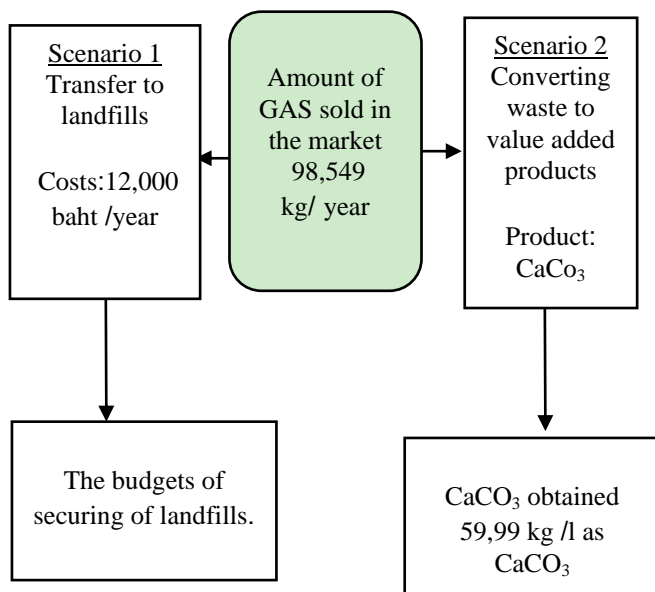 Scenario 1
Transfer to
landfills
Costs:12,000
baht /year
Amount of
GAS sold in
the market
98,549
kg/ year
Scenario 2
Converting
waste to
value added
products
Product:
CaCo₃
The budgets of
securing of landfills.
CaCO₃ obtained
59,99 kg /l as
CaCO₃